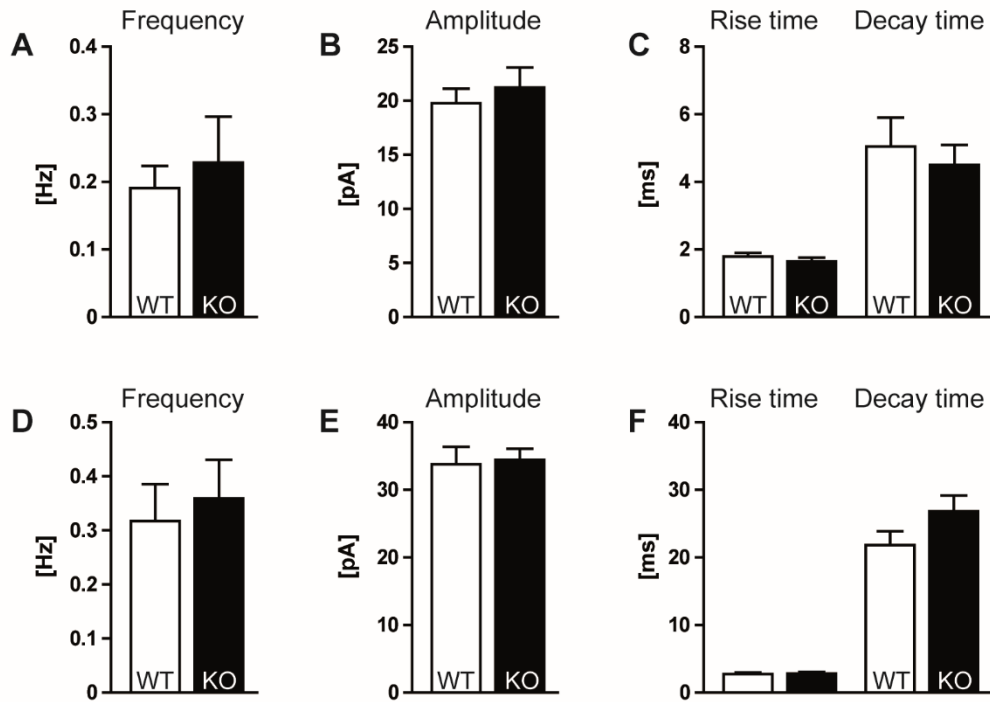 A
Frequency
[Hz]
0.4
0.3
0.2
0.1
0
WT
KO
B
Amplitude
[pA]
25
20
15
10
5
0
WT
KO
C
Rise time
Decay time
[ms]
8
6
4
2
0
WT
KO
WT
KO
D
Frequency
[Hz]
0.5
0.4
0.3
0.2
0.1
0
WT
KO
E
Amplitude
[pA]
40
30
20
10
0
WT
KO
F
Rise time
Decay time
[ms]
40
30
20
10
0
WT
KO